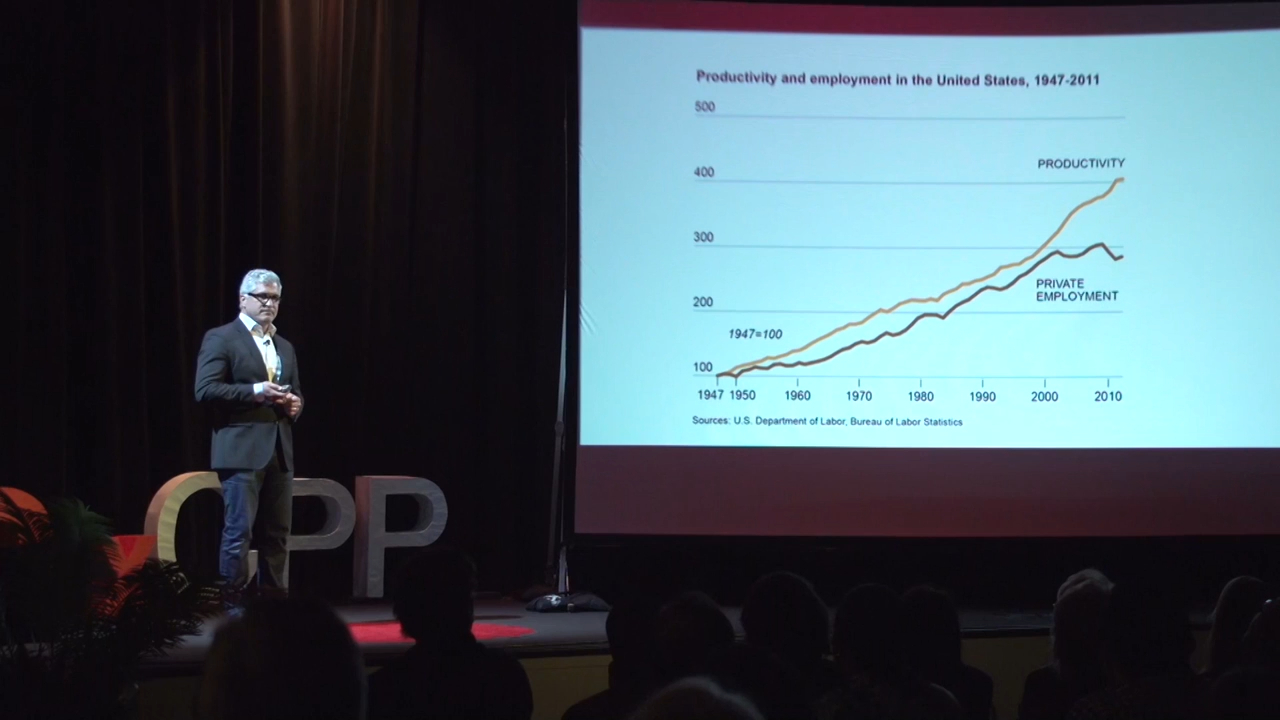 Productivity and employment in the United States, 1947-2011
500
400
PRODUCTIVITY
300
PRIVATE
EMPLOYMENT
200
1947=100
100
1947 1950 1960 1970 1980 1990 2000 2010
Sources: U.S. Department of Labor, Bureau of Labor Statistics
CPP